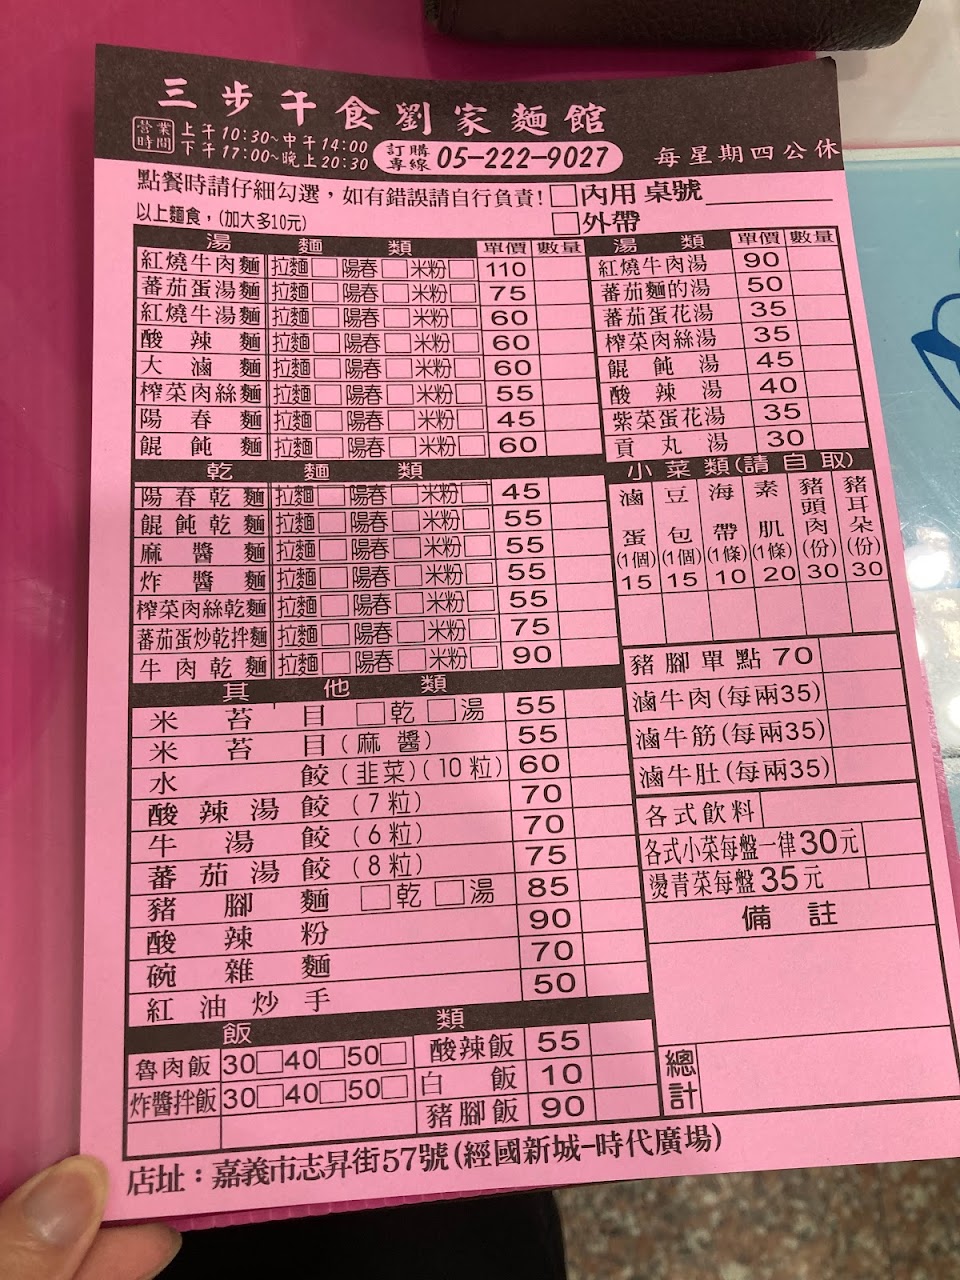 三步午食劉家麵館
營業時間 上午10:30~中午14:00
下午17:00~晚上20:30
訂購專線 05-222-9027
每星期四公休
點餐時請仔細勾選，如有錯誤請自行負責! □內用 桌號
以上麵食，(加大多10元) □外帶
湯麵類 單價 數量
紅燒牛肉麵 拉麵□ 陽春□ 米粉□ 110
蕃茄蛋湯麵 拉麵□ 陽春□ 米粉□ 75
紅燒牛湯麵 拉麵□ 陽春□ 米粉□ 60
酸辣麵 拉麵□ 陽春□ 米粉□ 60
大滷麵 拉麵□ 陽春□ 米粉□ 60
榨菜肉絲麵 拉麵□ 陽春□ 米粉□ 55
陽春麵 拉麵□ 陽春□ 米粉□ 45
餛飩麵 拉麵□ 陽春□ 米粉□ 60
乾麵類
陽春乾麵 拉麵□ 陽春□ 米粉□ 45
餛飩乾麵 拉麵□ 陽春□ 米粉□ 55
麻醬麵 拉麵□ 陽春□ 米粉□ 55
炸醬麵 拉麵□ 陽春□ 米粉□ 55
榨菜肉絲乾麵 拉麵□ 陽春□ 米粉□ 55
蕃茄蛋炒乾拌麵 拉麵□ 陽春□ 米粉□ 75
牛肉乾麵 拉麵□ 陽春□ 米粉□ 90
其他類
米苔目 □乾 □湯 55
米苔目(麻醬) 55
水餃(韭菜)(10粒) 60
酸辣湯餃(7粒) 70
牛湯餃(6粒) 70
蕃茄湯餃(8粒) 75
豬腳麵 □乾 □湯 85
酸辣粉 90
碗雜麵 70
紅油炒手 50
飯類
魯肉飯 30□40□50□ 酸辣飯 55
炸醬拌飯 30□40□50□ 白飯 10
豬腳飯 90
湯類 單價 數量
紅燒牛肉湯 90
蕃茄麵的湯 50
蕃茄蛋花湯 35
榨菜肉絲湯 35
餛飩湯 45
酸辣湯 40
紫菜蛋花湯 35
貢丸湯 30
小菜類(請自取)
滷蛋(1個) 15
豆包(1個) 15
海帶(1條) 10
素肌(1條) 20
豬頭肉(份) 30
豬耳朵(份) 30
豬腳單點70
滷牛肉(每兩35)
滷牛筋(每兩35)
滷牛肚(每兩35)
各式飲料
各式小菜每盤一律30元
燙青菜每盤35元
備註
總計
店址：嘉義市志昇街57號(經國新城-時代廣場)